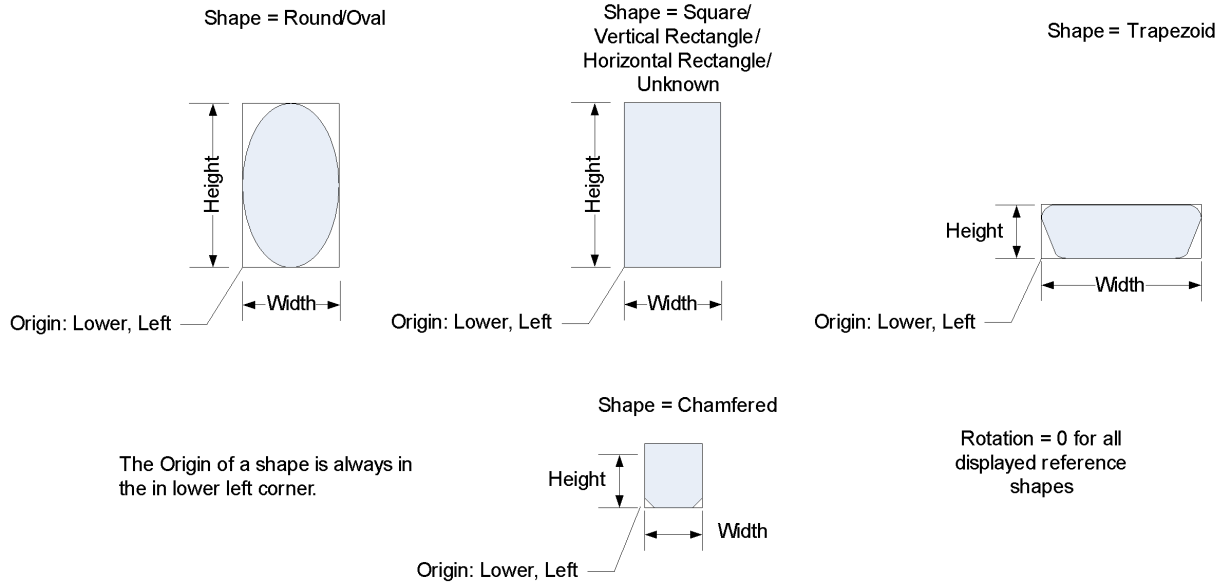 Shape = Round/Oval
Shape = Square/
Vertical Rectangle/
Horizontal Rectangle/
Unknown
Shape = Trapezoid
Height
Width
Origin: Lower, Left
Height
Width
Origin: Lower, Left
Height
Width
Origin: Lower, Left
Shape = Chamfered
Height
Width
Origin: Lower, Left
The Origin of a shape is always in
the in lower left corner.
Rotation = 0 for all
displayed reference
shapes